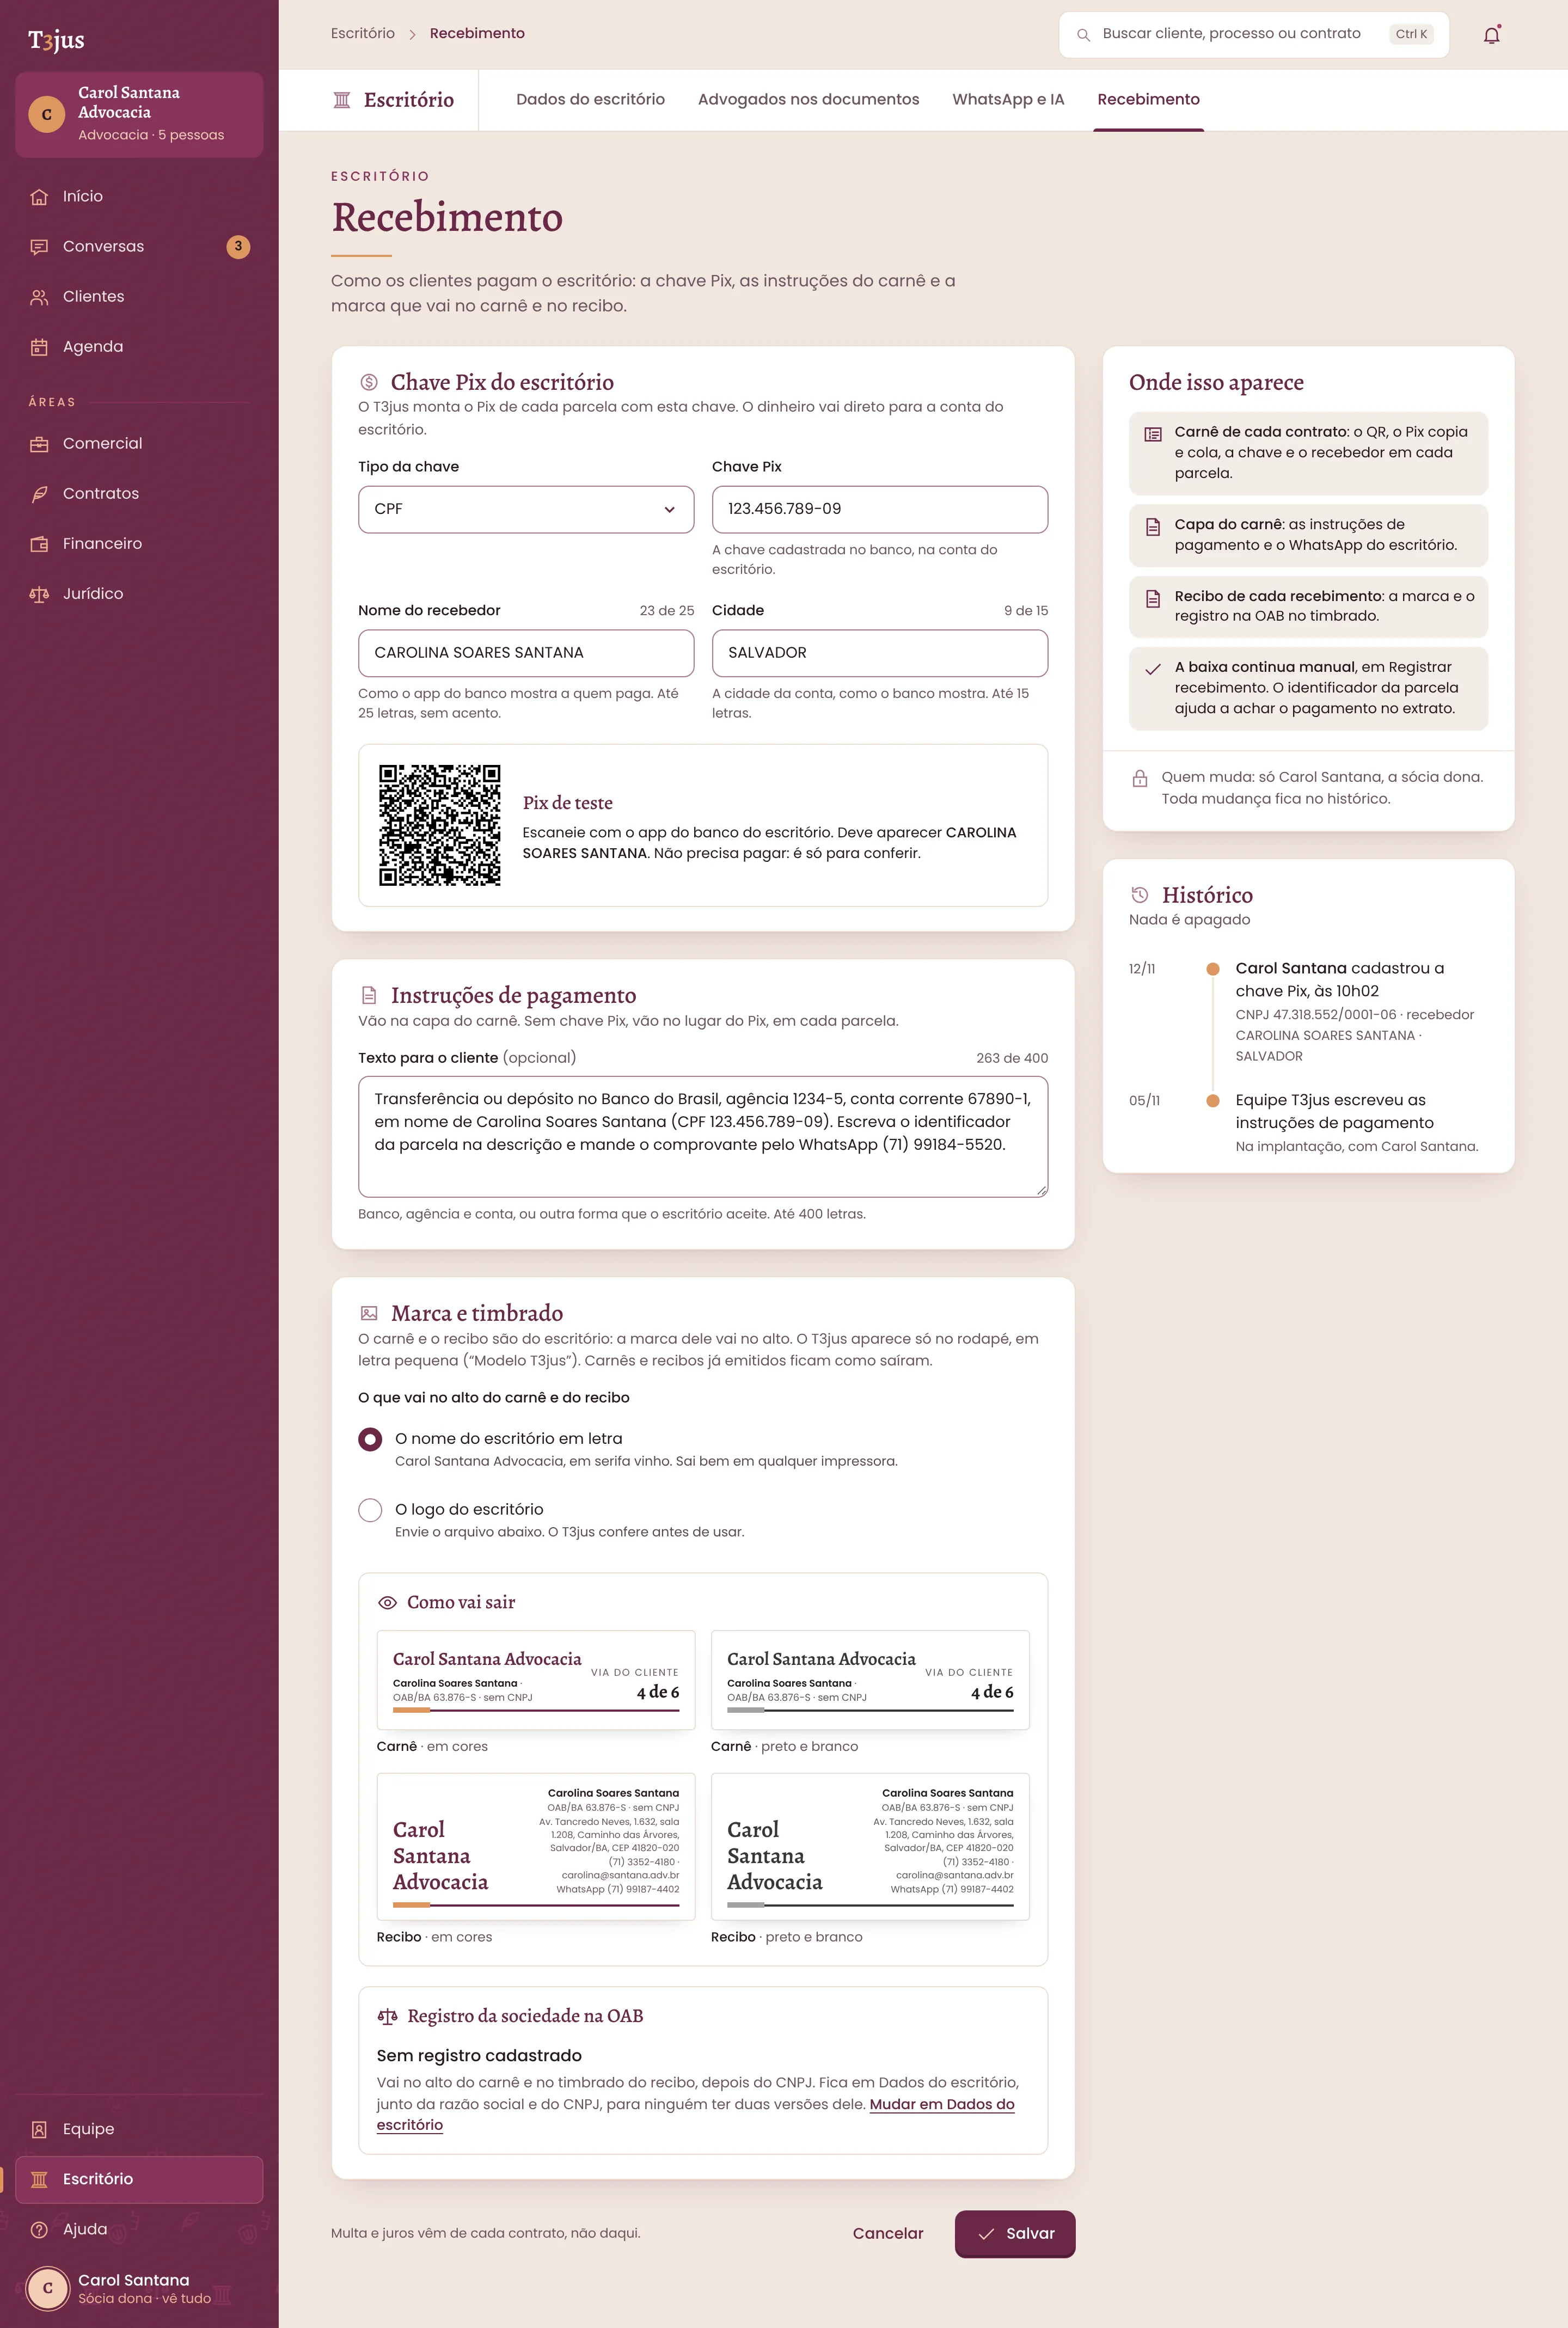 T3jus
C
Carol Santana
Advocacia
Advocacia · 5 pessoas
Início
Conversas
3
Clientes
Agenda
ÁREAS
Comercial
Contratos
Financeiro
Jurídico
Equipe
Escritório
Ajuda
C
Carol Santana
Sócia dona · vê tudo
Escritório
Recebimento
Buscar cliente, processo ou contrato
Ctrl K
Escritório
Dados do escritório
Advogados nos documentos
WhatsApp e IA
Recebimento
ESCRITÓRIO
Recebimento
Como os clientes pagam o escritório: a chave Pix, as instruções do carnê e a
marca que vai no carnê e no recibo.
Chave Pix do escritório
O T3jus monta o Pix de cada parcela com esta chave. O dinheiro vai direto para a conta do
escritório.
Tipo da chave
CPF
Chave Pix
123.456.789-09
A chave cadastrada no banco, na conta do
escritório.
Nome do recebedor
23 de 25
CAROLINA SOARES SANTANA
Como o app do banco mostra a quem paga. Até
25 letras, sem acento.
Cidade
9 de 15
SALVADOR
A cidade da conta, como o banco mostra. Até 15
letras.
Pix de teste
Escaneie com o app do banco do escritório. Deve aparecer CAROLINA
SOARES SANTANA. Não precisa pagar: é só para conferir.
Instruções de pagamento
Vão na capa do carnê. Sem chave Pix, vão no lugar do Pix, em cada parcela.
Texto para o cliente (opcional)
263 de 400
Transferência ou depósito no Banco do Brasil, agência 1234-5, conta corrente 67890-1,
em nome de Carolina Soares Santana (CPF 123.456.789-09). Escreva o identificador
da parcela na descrição e mande o comprovante pelo WhatsApp (71) 99184-5520.
Banco, agência e conta, ou outra forma que o escritório aceite. Até 400 letras.
Marca e timbrado
O carnê e o recibo são do escritório: a marca dele vai no alto. O T3jus aparece só no rodapé, em
letra pequena (“Modelo T3jus”). Carnês e recibos já emitidos ficam como saíram.
O que vai no alto do carnê e do recibo
O nome do escritório em letra
Carol Santana Advocacia, em serifa vinho. Sai bem em qualquer impressora.
O logo do escritório
Envie o arquivo abaixo. O T3jus confere antes de usar.
Como vai sair
Carol Santana Advocacia
Carolina Soares Santana ·
OAB/BA 63.876-S · sem CNPJ
VIA DO CLIENTE
4 de 6
Carnê · em cores
Carol Santana Advocacia
Carolina Soares Santana ·
OAB/BA 63.876-S · sem CNPJ
VIA DO CLIENTE
4 de 6
Carnê · preto e branco
Carol
Santana
Advocacia
Carolina Soares Santana
OAB/BA 63.876-S · sem CNPJ
Av. Tancredo Neves, 1.632, sala
1.208, Caminho das Árvores,
Salvador/BA, CEP 41820-020
(71) 3352-4180 ·
carolina@santana.adv.br
WhatsApp (71) 99187-4402
Recibo · em cores
Carol
Santana
Advocacia
Carolina Soares Santana
OAB/BA 63.876-S · sem CNPJ
Av. Tancredo Neves, 1.632, sala
1.208, Caminho das Árvores,
Salvador/BA, CEP 41820-020
(71) 3352-4180 ·
carolina@santana.adv.br
WhatsApp (71) 99187-4402
Recibo · preto e branco
Registro da sociedade na OAB
Sem registro cadastrado
Vai no alto do carnê e no timbrado do recibo, depois do CNPJ. Fica em Dados do escritório,
junto da razão social e do CNPJ, para ninguém ter duas versões dele. Mudar em Dados do
escritório
Multa e juros vêm de cada contrato, não daqui.
Cancelar
Salvar
Onde isso aparece
Carnê de cada contrato: o QR, o Pix copia
e cola, a chave e o recebedor em cada
parcela.
Capa do carnê: as instruções de
pagamento e o WhatsApp do escritório.
Recibo de cada recebimento: a marca e o
registro na OAB no timbrado.
A baixa continua manual, em Registrar
recebimento. O identificador da parcela
ajuda a achar o pagamento no extrato.
Quem muda: só Carol Santana, a sócia dona.
Toda mudança fica no histórico.
Histórico
Nada é apagado
12/11
Carol Santana cadastrou a
chave Pix, às 10h02
CNPJ 47.318.552/0001-06 · recebedor
CAROLINA SOARES SANTANA ·
SALVADOR
05/11
Equipe T3jus escreveu as
instruções de pagamento
Na implantação, com Carol Santana.